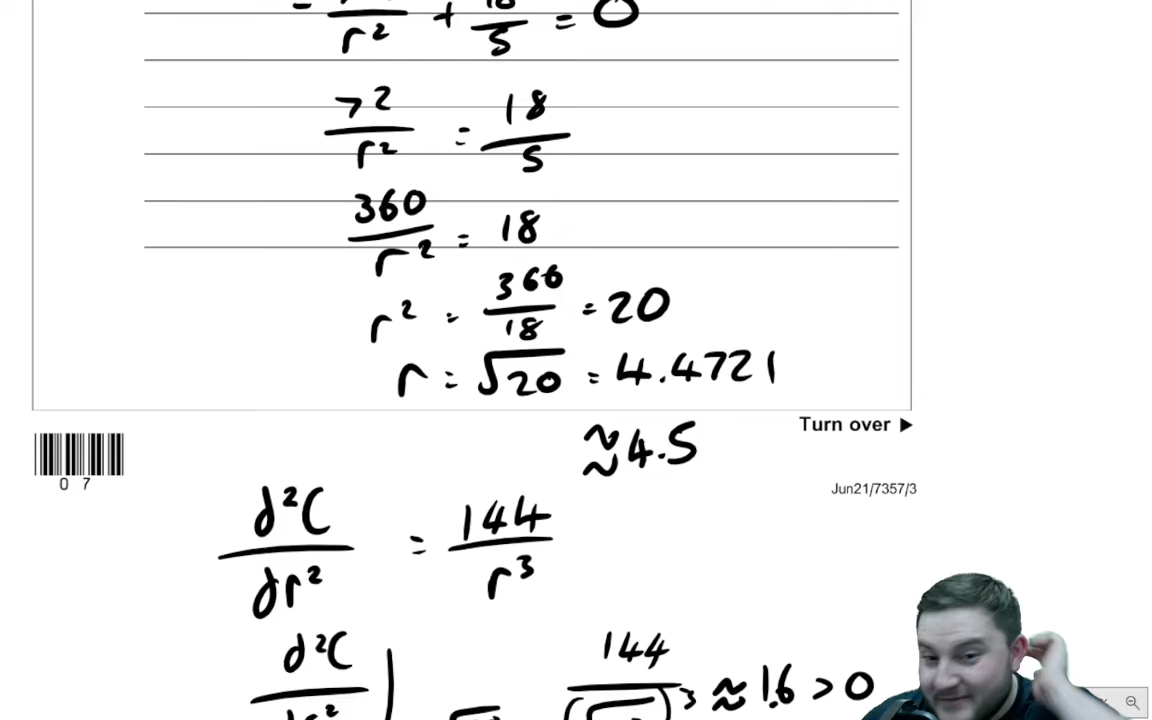 - 72/r² + 18/5 = 0
72/r² = 18/5
360/r² = 18
r² = 360/18 = 20
r = √20 = 4.4721
Turn over ▶
≈ 4.5
0 7
Jun21/7357/3
d²C/dr² = 144/r³
d²C/dr² | 144/(√ )³ ≈ 1.6 > 0